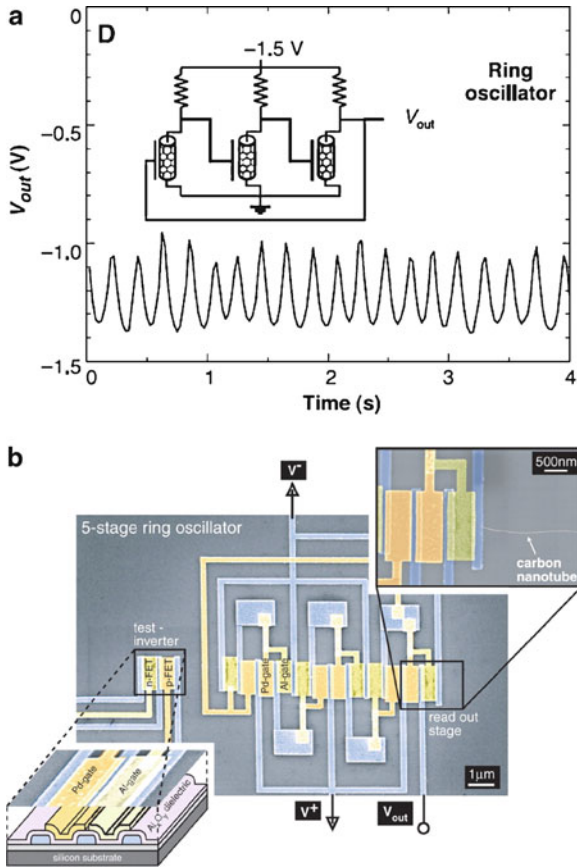 a
D
Ring oscillator
−1.5 V
V_out
V_out (V)
0
−0.5
−1.0
−1.5
0
1
2
3
4
Time (s)
b
V⁻
500nm
5-stage ring oscillator
carbon
nanotube
test -
inverter
n-FET
p-FET
Pd-gate
Al-gate
read out
stage
Pd-gate
Al-gate
AlₓOᵧ dielectric
1µm
silicon substrate
V⁺
V_out